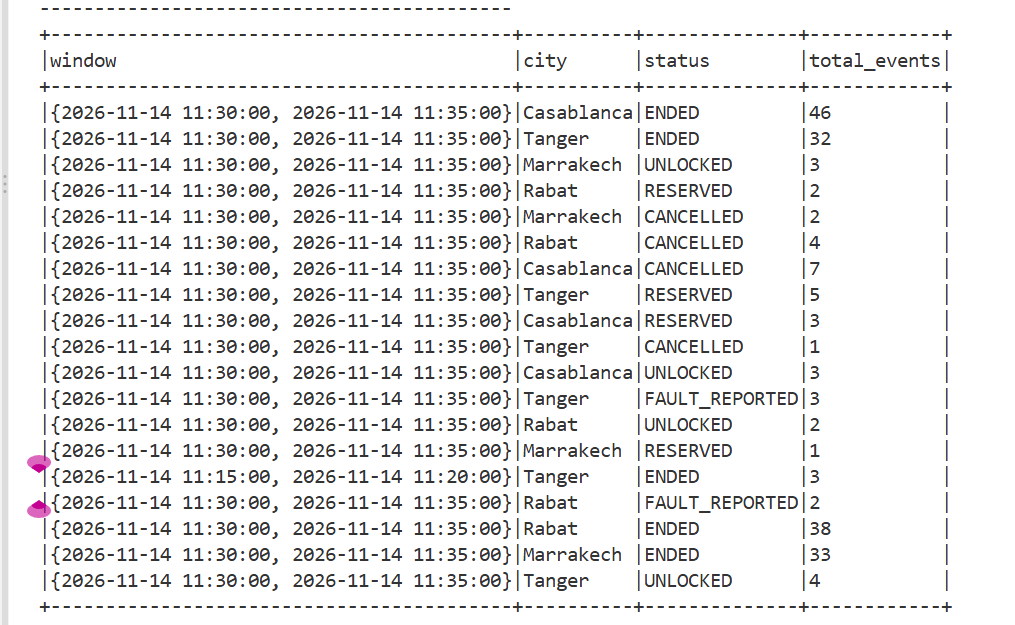 -------------------------------------------
+------------------------------------------+----------+--------------+------------+
|window                                    |city      |status        |total_events|
+------------------------------------------+----------+--------------+------------+
|{2026-11-14 11:30:00, 2026-11-14 11:35:00}|Casablanca|ENDED         |46          |
|{2026-11-14 11:30:00, 2026-11-14 11:35:00}|Tanger    |ENDED         |32          |
|{2026-11-14 11:30:00, 2026-11-14 11:35:00}|Marrakech |UNLOCKED      |3           |
|{2026-11-14 11:30:00, 2026-11-14 11:35:00}|Rabat     |RESERVED      |2           |
|{2026-11-14 11:30:00, 2026-11-14 11:35:00}|Marrakech |CANCELLED     |2           |
|{2026-11-14 11:30:00, 2026-11-14 11:35:00}|Rabat     |CANCELLED     |4           |
|{2026-11-14 11:30:00, 2026-11-14 11:35:00}|Casablanca|CANCELLED     |7           |
|{2026-11-14 11:30:00, 2026-11-14 11:35:00}|Tanger    |RESERVED      |5           |
|{2026-11-14 11:30:00, 2026-11-14 11:35:00}|Casablanca|RESERVED      |3           |
|{2026-11-14 11:30:00, 2026-11-14 11:35:00}|Tanger    |CANCELLED     |1           |
|{2026-11-14 11:30:00, 2026-11-14 11:35:00}|Casablanca|UNLOCKED      |3           |
|{2026-11-14 11:30:00, 2026-11-14 11:35:00}|Tanger    |FAULT_REPORTED|3           |
|{2026-11-14 11:30:00, 2026-11-14 11:35:00}|Rabat     |UNLOCKED      |2           |
|{2026-11-14 11:30:00, 2026-11-14 11:35:00}|Marrakech |RESERVED      |1           |
|{2026-11-14 11:15:00, 2026-11-14 11:20:00}|Tanger    |ENDED         |3           |
|{2026-11-14 11:30:00, 2026-11-14 11:35:00}|Rabat     |FAULT_REPORTED|2           |
|{2026-11-14 11:30:00, 2026-11-14 11:35:00}|Rabat     |ENDED         |38          |
|{2026-11-14 11:30:00, 2026-11-14 11:35:00}|Marrakech |ENDED         |33          |
|{2026-11-14 11:30:00, 2026-11-14 11:35:00}|Tanger    |UNLOCKED      |4           |
+------------------------------------------+----------+--------------+------------+